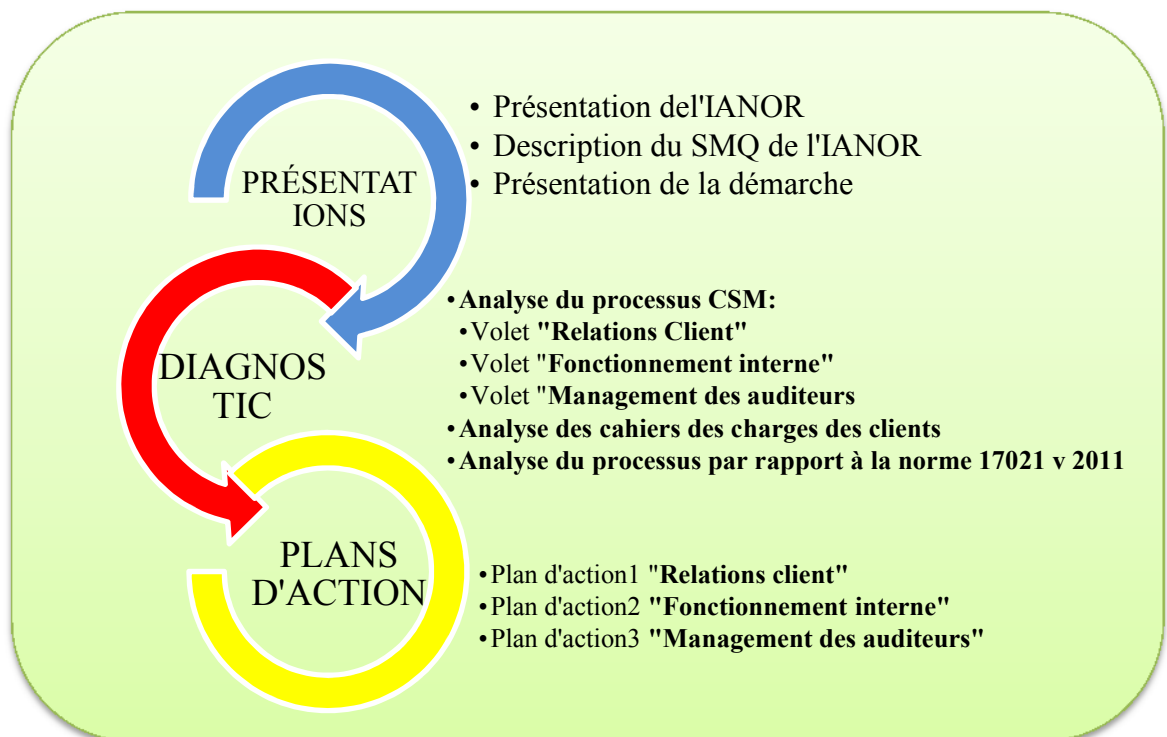 PRÉSENTAT
IONS
• Présentation del'IANOR
• Description du SMQ de l'IANOR
• Présentation de la démarche
DIAGNOS
TIC
•Analyse du processus CSM:
•Volet "Relations Client"
•Volet "Fonctionnement interne"
•Volet "Management des auditeurs
•Analyse des cahiers des charges des clients
•Analyse du processus par rapport à la norme 17021 v 2011
PLANS
D'ACTION
•Plan d'action1 "Relations client"
•Plan d'action2 "Fonctionnement interne"
•Plan d'action3 "Management des auditeurs"